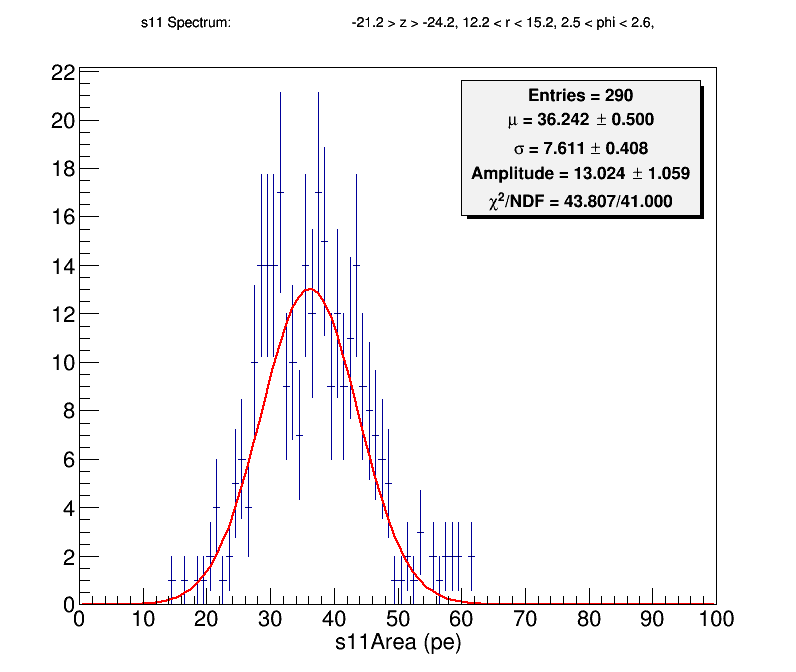 s11 Spectrum: -21.2 > z > -24.2, 12.2 < r < 15.2, 2.5 < phi < 2.6,
Entries = 290
μ = 36.242 ± 0.500
σ = 7.611 ± 0.408
Amplitude = 13.024 ± 1.059
χ²/NDF = 43.807/41.000
22
20
18
16
14
12
10
8
6
4
2
0
0 10 20 30 40 50 60 70 80 90 100
s11Area (pe)